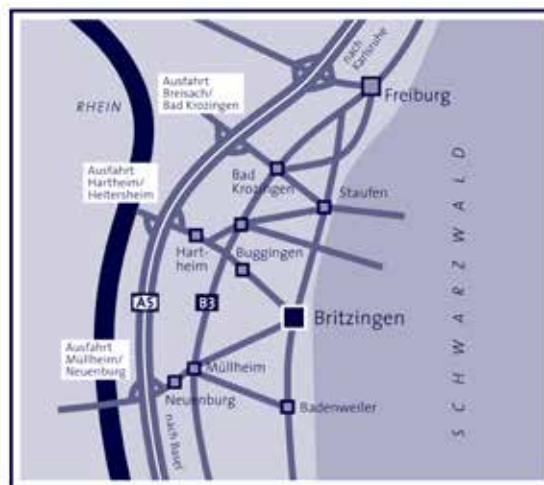 nach
Karlsruhe
Ausfahrt
Breisach/
Bad Krozingen
Freiburg
RHEIN
Ausfahrt
Hartheim/
Heitersheim
Bad
Krozingen
Staufen
Hart-
heim
Buggingen
SCHWARZWALD
A5
B3
Britzingen
Ausfahrt
Müllheim/
Neuenburg
Müllheim
Neuenburg
Badenweiler
nach Basel